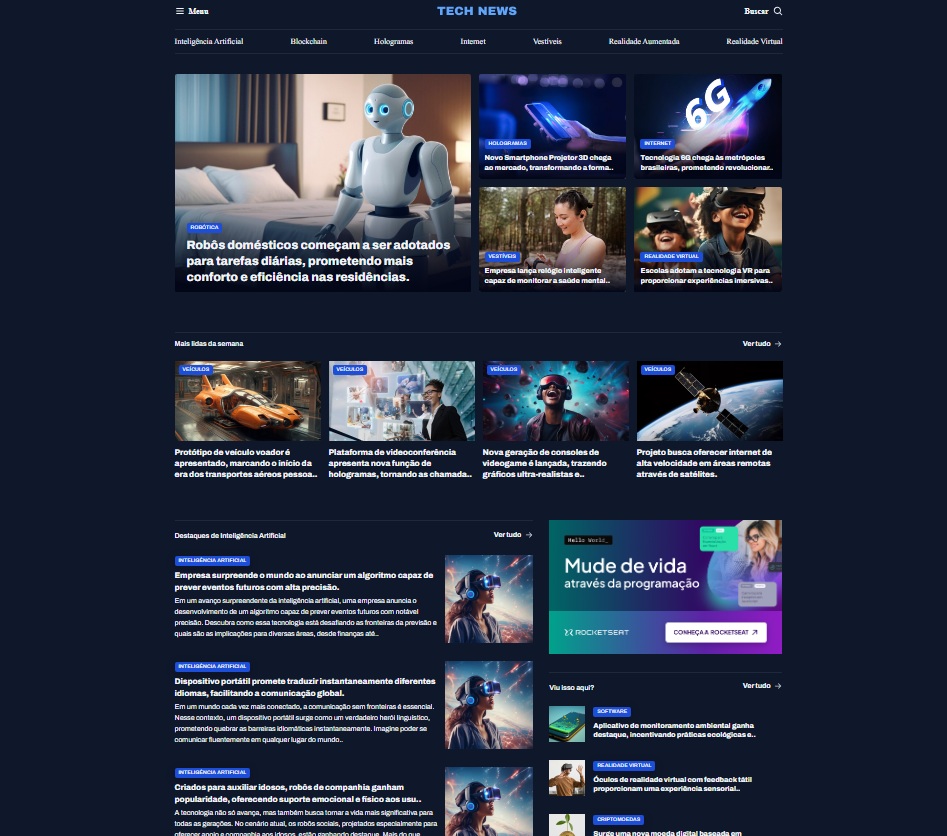 Menu
TECH NEWS
Buscar
Inteligência Artificial
Blockchain
Hologramas
Internet
Vestíveis
Realidade Aumentada
Realidade Virtual
ROBÓTICA
Robôs domésticos começam a ser adotados
para tarefas diárias, prometendo mais
conforto e eficiência nas residências.
HOLOGRAMAS
Novo Smartphone Projetor 3D chega
ao mercado, transformando a forma..
6G
INTERNET
Tecnologia 6G chega às metrópoles
brasileiras, prometendo revolucionar..
VESTÍVEIS
Empresa lança relógio inteligente
capaz de monitorar a saúde mental..
REALIDADE VIRTUAL
Escolas adotam a tecnologia VR para
proporcionar experiências imersivas..
Mais lidas da semana
Ver tudo
VEÍCULOS
Protótipo de veículo voador é
apresentado, marcando o início da
era dos transportes aéreos pessoa..
VEÍCULOS
Plataforma de videoconferência
apresenta nova função de
hologramas, tornando as chamada..
VEÍCULOS
Nova geração de consoles de
videogame é lançada, trazendo
gráficos ultra-realistas e..
VEÍCULOS
Projeto busca oferecer internet de
alta velocidade em áreas remotas
através de satélites.
Destaques de Inteligência Artificial
Ver tudo
INTELIGÊNCIA ARTIFICIAL
Empresa surpreende o mundo ao anunciar um algoritmo capaz de
prever eventos futuros com alta precisão.
Em um avanço surpreendente da inteligência artificial, uma empresa anuncia o
desenvolvimento de um algoritmo capaz de prever eventos futuros com notável
precisão. Descubra como essa tecnologia está desafiando as fronteiras da previsão e
quais são as implicações para diversas áreas, desde finanças até..
INTELIGÊNCIA ARTIFICIAL
Dispositivo portátil promete traduzir instantaneamente diferentes
idiomas, facilitando a comunicação global.
Em um mundo cada vez mais conectado, a comunicação sem fronteiras é essencial.
Nesse contexto, um dispositivo portátil surge como um verdadeiro herói linguístico,
prometendo quebrar as barreiras idiomáticas instantaneamente. Imagine poder se
comunicar fluentemente em qualquer lugar do mundo..
INTELIGÊNCIA ARTIFICIAL
Criados para auxiliar idosos, robôs de companhia ganham
popularidade, oferecendo suporte emocional e físico aos usu..
A tecnologia não só avança, mas também busca tornar a vida mais significativa para
todas as gerações. No cenário atual, os robôs sociais, projetados especialmente para
oferecer apoio e companhia aos idosos, estão ganhando destaque. Mais do que
Hello World_
Mude de vida
através da programação
ROCKETSEAT
CONHEÇA A ROCKETSEAT
Viu isso aqui?
Ver tudo
SOFTWARE
Aplicativo de monitoramento ambiental ganha
destaque, incentivando práticas ecológicas e..
REALIDADE VIRTUAL
Óculos de realidade virtual com feedback tátil
proporcionam uma experiência sensorial..
CRIPTOMOEDAS
Surge uma nova moeda digital baseada em